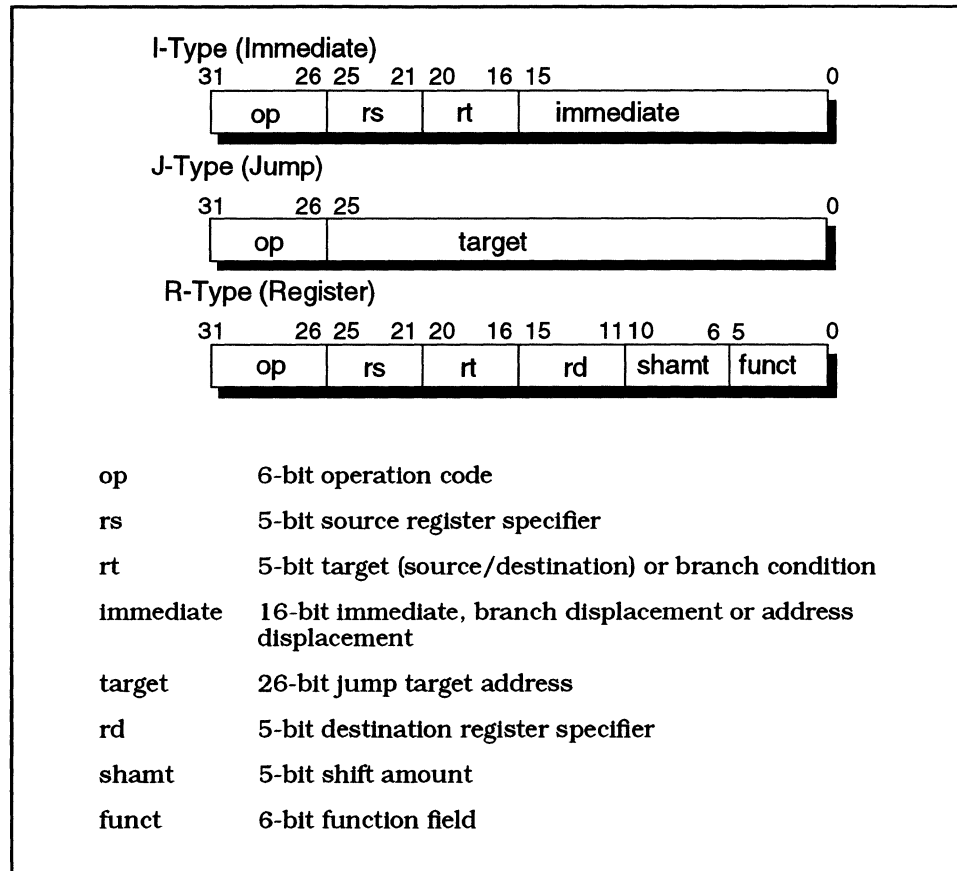 I-Type (Immediate)
31 26 25 21 20 16 15 0
op rs rt immediate
J-Type (Jump)
31 26 25 0
op target
R-Type (Register)
31 26 25 21 20 16 15 11 10 6 5 0
op rs rt rd shamt funct
op 6-bit operation code
rs 5-bit source register specifier
rt 5-bit target (source/destination) or branch condition
immediate 16-bit immediate, branch displacement or address
displacement
target 26-bit jump target address
rd 5-bit destination register specifier
shamt 5-bit shift amount
funct 6-bit function field